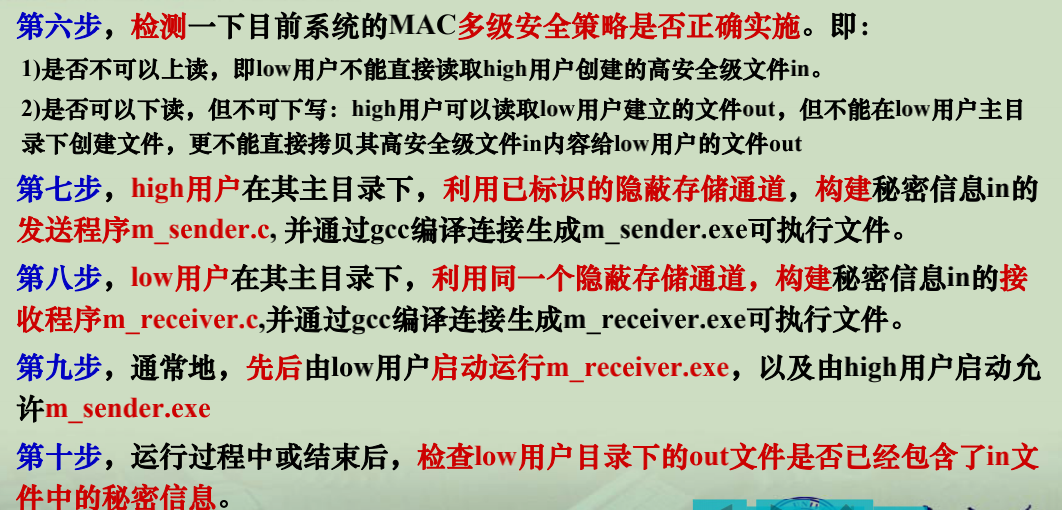 第六步，检测一下目前系统的MAC多级安全策略是否正确实施。即：
1)是否不可以上读，即low用户不能直接读取high用户创建的高安全级文件in。
2)是否可以下读，但不可下写：high用户可以读取low用户建立的文件out，但不能在low用户主目
录下创建文件，更不能直接拷贝其高安全级文件in内容给low用户的文件out
第七步，high用户在其主目录下，利用已标识的隐蔽存储通道，构建秘密信息in的
发送程序m_sender.c, 并通过gcc编译连接生成m_sender.exe可执行文件。
第八步，low用户在其主目录下，利用同一个隐蔽存储通道，构建秘密信息in的接
收程序m_receiver.c,并通过gcc编译连接生成m_receiver.exe可执行文件。
第九步，通常地，先后由low用户启动运行m_receiver.exe，以及由high用户启动允
许m_sender.exe
第十步，运行过程中或结束后，检查low用户目录下的out文件是否已经包含了in文
件中的秘密信息。